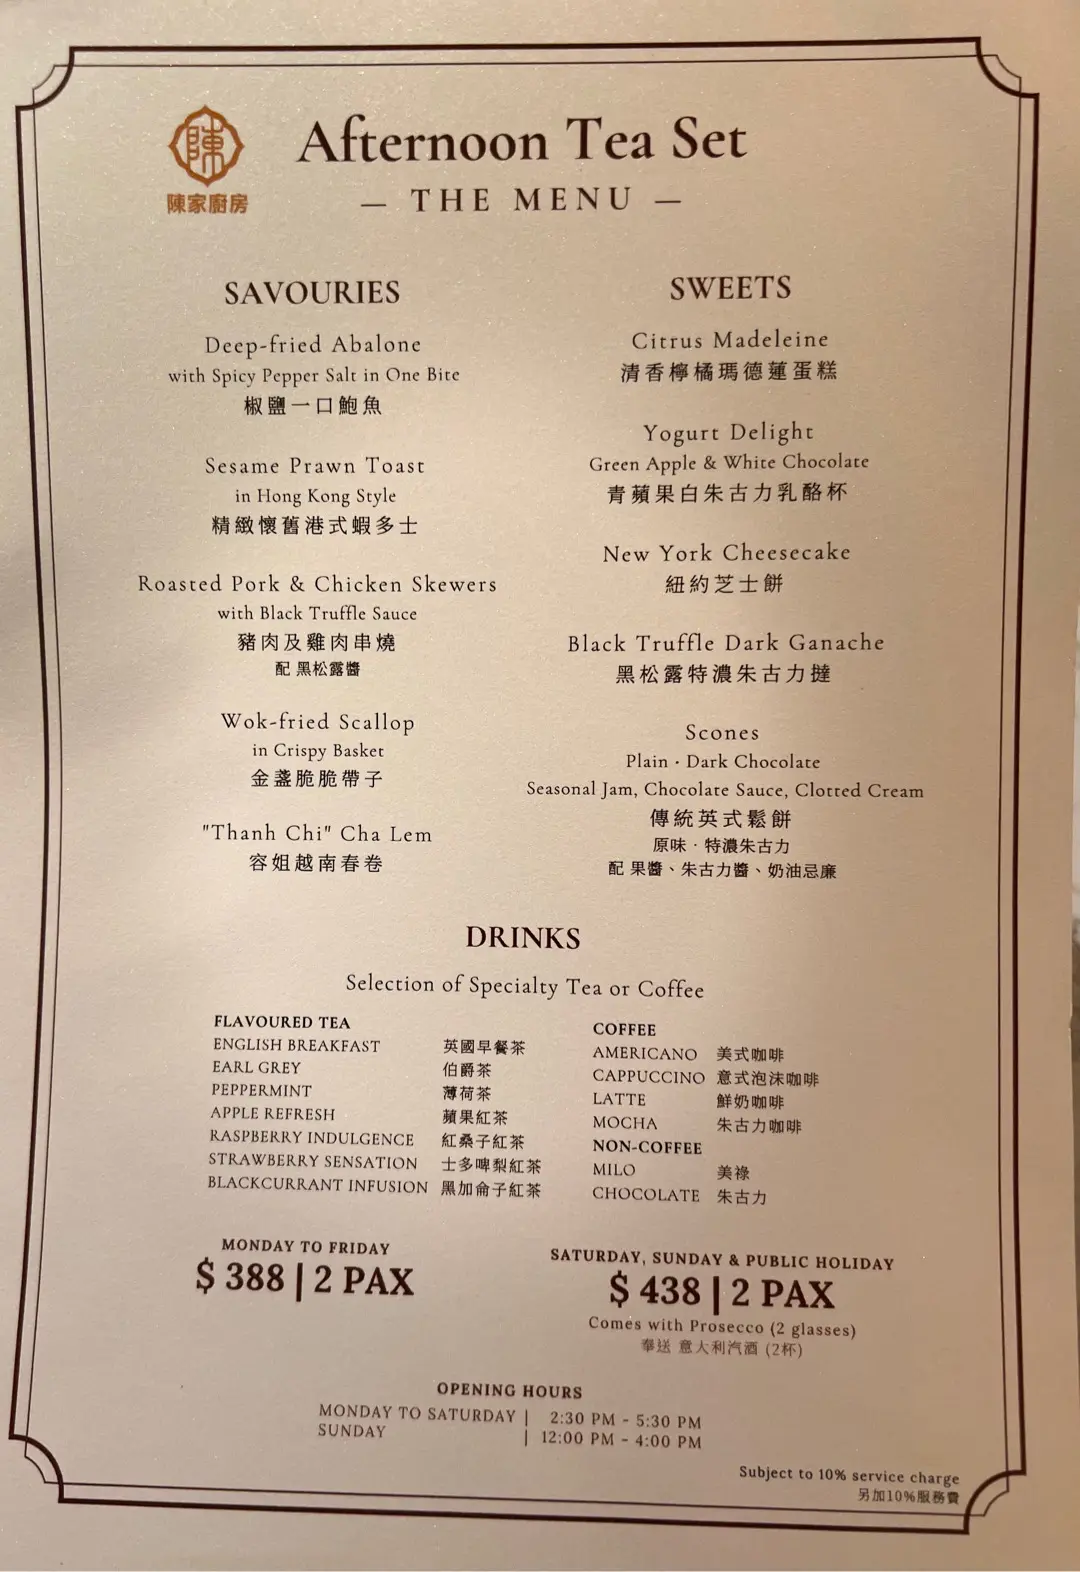 陳
陳家廚房
Afternoon Tea Set
— THE MENU —
SAVOURIES
Deep-fried Abalone
with Spicy Pepper Salt in One Bite
椒鹽一口鮑魚
Sesame Prawn Toast
in Hong Kong Style
精緻懷舊港式蝦多士
Roasted Pork & Chicken Skewers
with Black Truffle Sauce
豬肉及雞肉串燒
配 黑松露醬
Wok-fried Scallop
in Crispy Basket
金盞脆脆帶子
"Thanh Chi" Cha Lem
容姐越南春卷
SWEETS
Citrus Madeleine
清香檸橘瑪德蓮蛋糕
Yogurt Delight
Green Apple & White Chocolate
青蘋果白朱古力乳酪杯
New York Cheesecake
紐約芝士餅
Black Truffle Dark Ganache
黑松露特濃朱古力撻
Scones
Plain · Dark Chocolate
Seasonal Jam, Chocolate Sauce, Clotted Cream
傳統英式鬆餅
原味 · 特濃朱古力
配 果醬、朱古力醬、奶油忌廉
DRINKS
Selection of Specialty Tea or Coffee
FLAVOURED TEA
ENGLISH BREAKFAST 英國早餐茶
EARL GREY 伯爵茶
PEPPERMINT 薄荷茶
APPLE REFRESH 蘋果紅茶
RASPBERRY INDULGENCE 紅桑子紅茶
STRAWBERRY SENSATION 士多啤梨紅茶
BLACKCURRANT INFUSION 黑加侖子紅茶
COFFEE
AMERICANO 美式咖啡
CAPPUCCINO 意式泡沫咖啡
LATTE 鮮奶咖啡
MOCHA 朱古力咖啡
NON-COFFEE
MILO 美祿
CHOCOLATE 朱古力
MONDAY TO FRIDAY
$ 388 | 2 PAX
SATURDAY, SUNDAY & PUBLIC HOLIDAY
$ 438 | 2 PAX
Comes with Prosecco (2 glasses)
奉送 意大利汽酒 (2杯)
OPENING HOURS
MONDAY TO SATURDAY | 2:30 PM - 5:30 PM
SUNDAY | 12:00 PM - 4:00 PM
Subject to 10% service charge
另加10%服務費